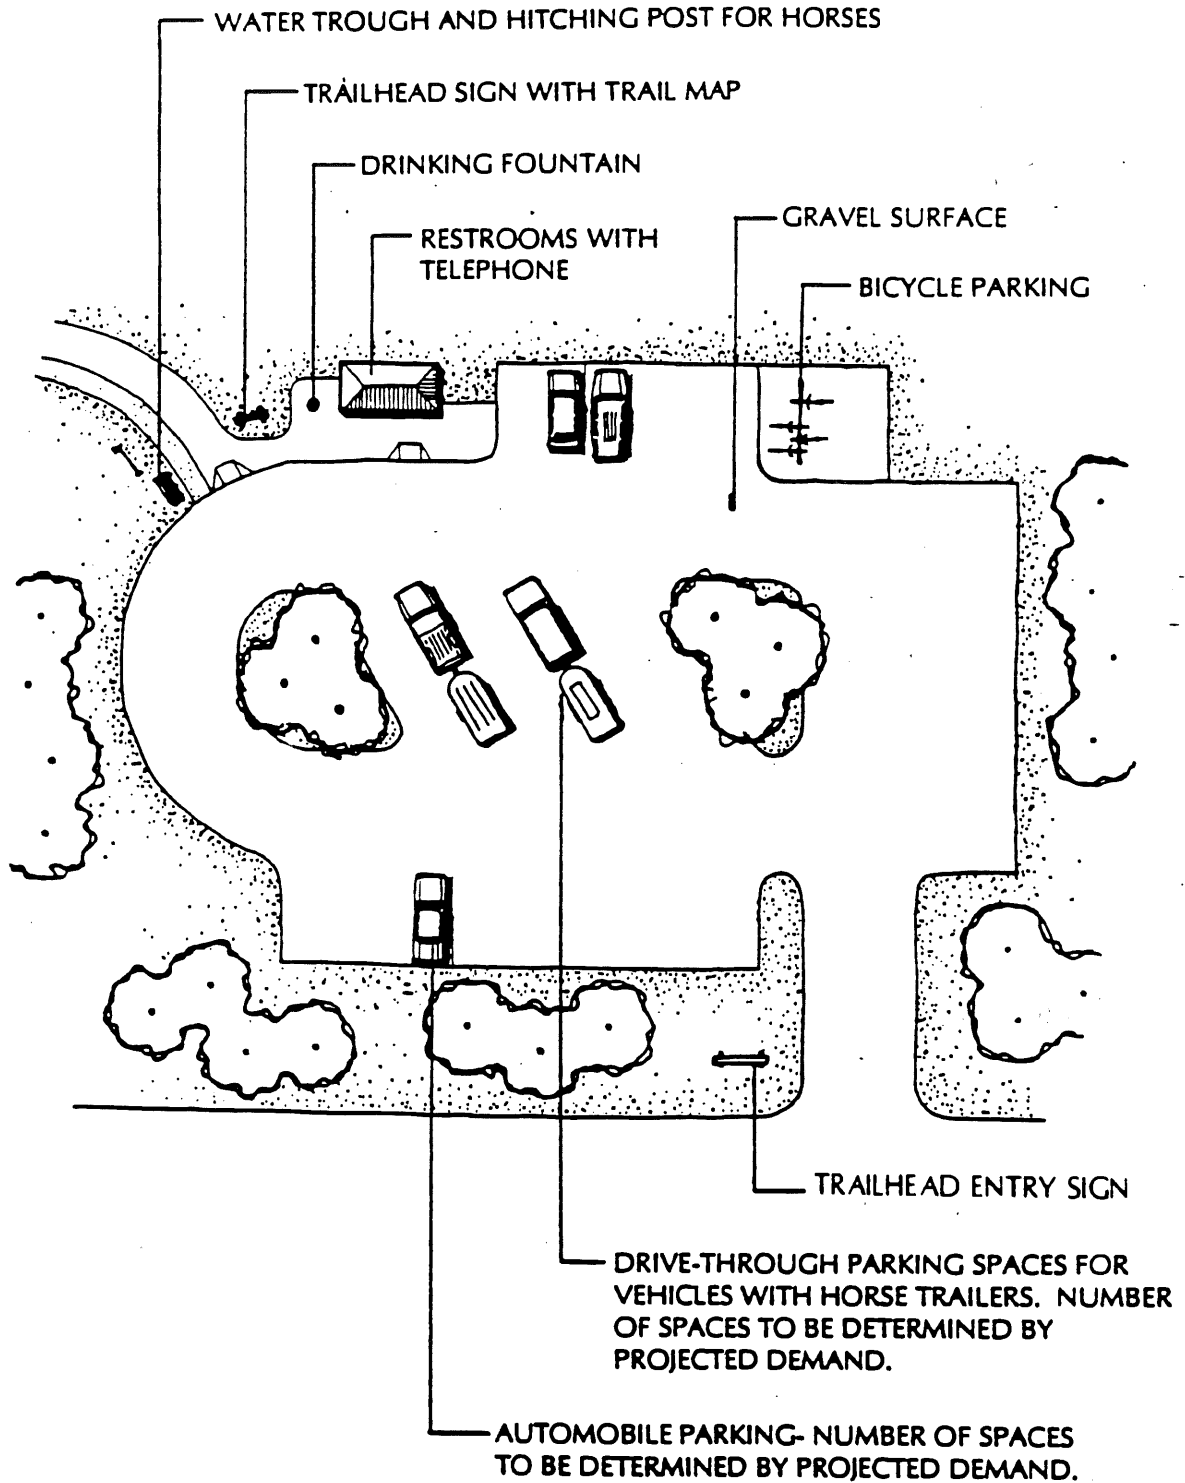 WATER TROUGH AND HITCHING POST FOR HORSES
TRAILHEAD SIGN WITH TRAIL MAP
DRINKING FOUNTAIN
GRAVEL SURFACE
RESTROOMS WITH
TELEPHONE
BICYCLE PARKING
TRAILHEAD ENTRY SIGN
DRIVE-THROUGH PARKING SPACES FOR
VEHICLES WITH HORSE TRAILERS. NUMBER
OF SPACES TO BE DETERMINED BY
PROJECTED DEMAND.
AUTOMOBILE PARKING- NUMBER OF SPACES
TO BE DETERMINED BY PROJECTED DEMAND.